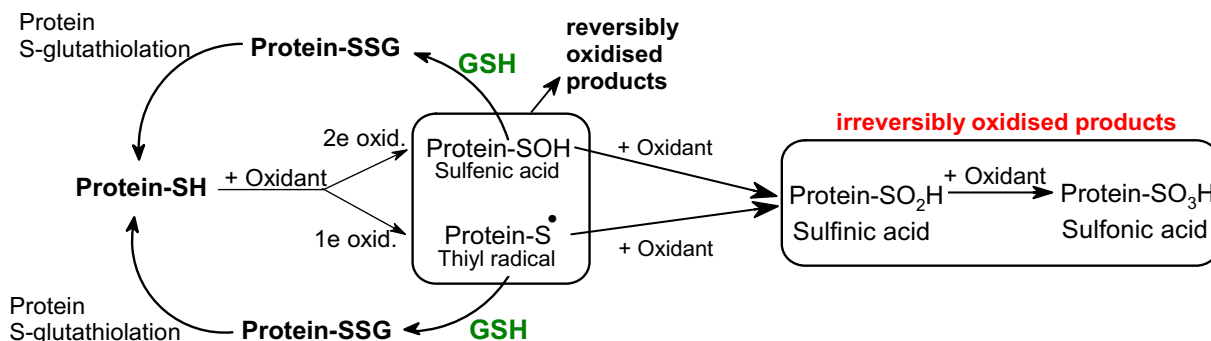 Protein
S-glutathiolation
Protein-SSG
GSH
reversibly
oxidised
products
irreversibly oxidised products
2e oxid.
Protein-SOH
Sulfenic acid
+ Oxidant
Protein-SH
+ Oxidant
Protein-SO2H
Sulfinic acid
+ Oxidant
Protein-SO3H
Sulfonic acid
1e oxid.
Protein-S•
Thiyl radical
+ Oxidant
Protein
S-glutathiolation
Protein-SSG
GSH